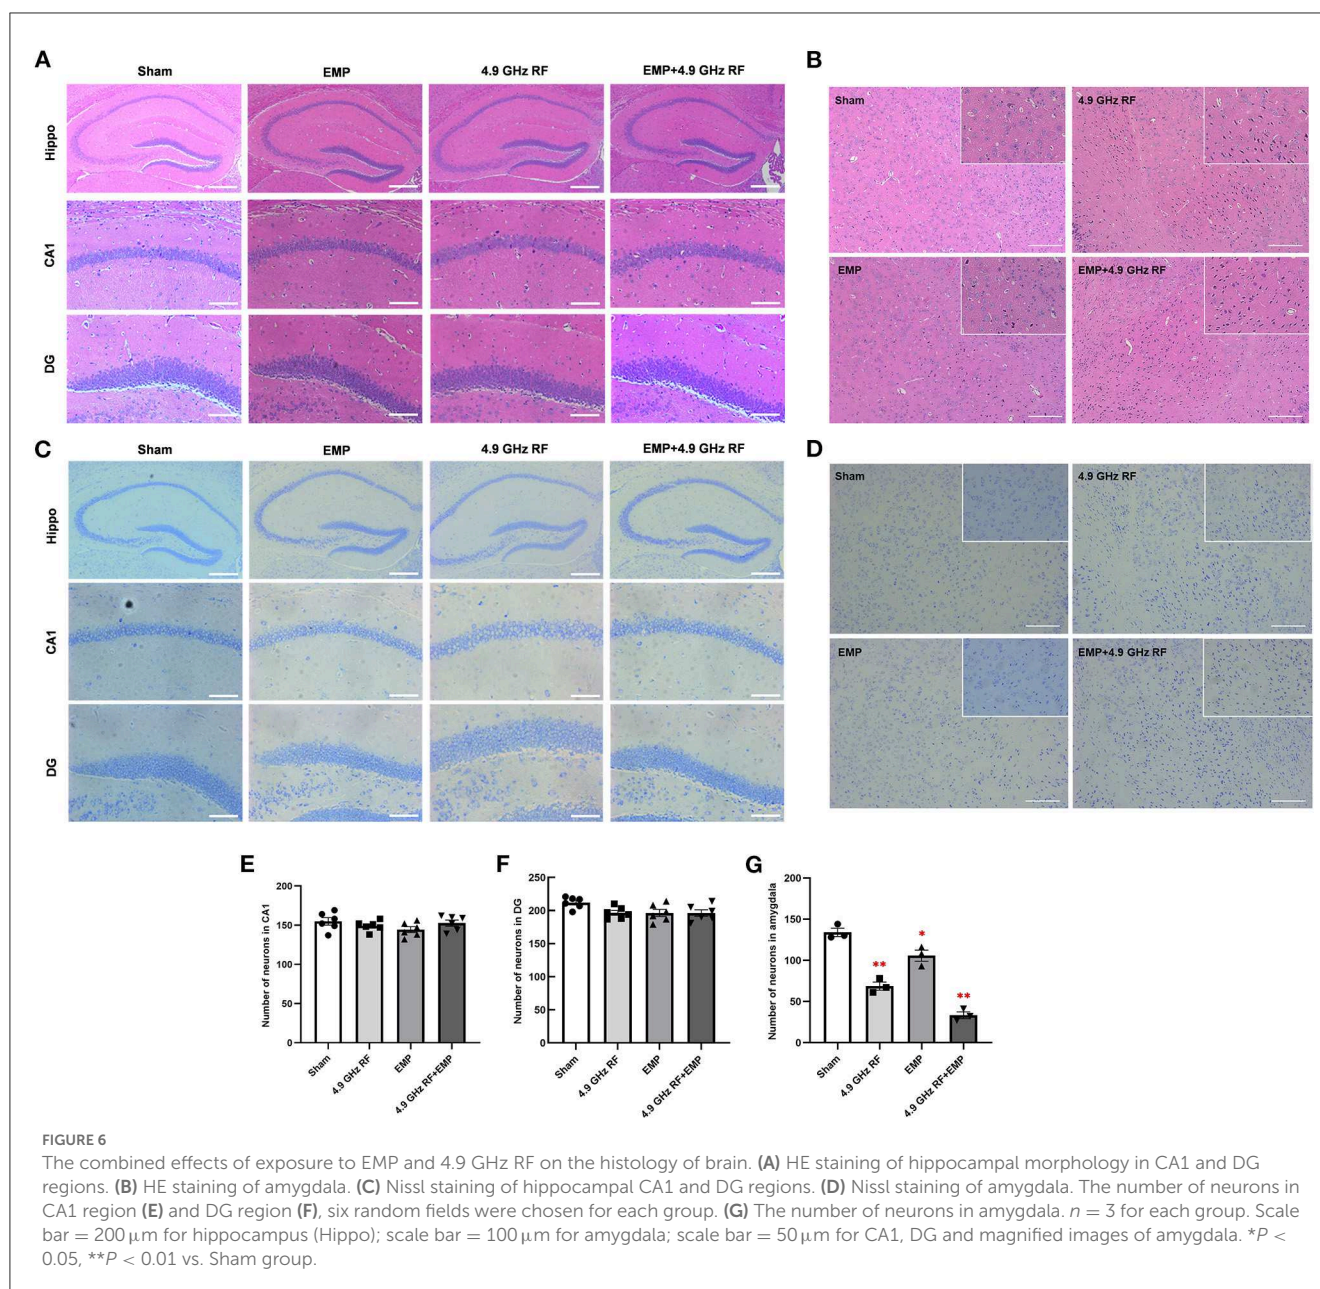 A
Sham EMP 4.9 GHz RF EMP+4.9 GHz RF
Hippo
CA1
DG
B
Sham 4.9 GHz RF
EMP EMP+4.9 GHz RF
C
Sham EMP 4.9 GHz RF EMP+4.9 GHz RF
Hippo
CA1
DG
D
Sham 4.9 GHz RF
EMP EMP+4.9 GHz RF
E
Number of neurons in CA1
200
150
100
50
0
Sham 4.9 GHz RF EMP 4.9 GHz RF+EMP
F
Number of neurons in DG
250
200
150
100
50
0
Sham 4.9 GHz RF EMP 4.9 GHz RF+EMP
G
Number of neurons in amygdala
200
150
100
50
0
** * **
Sham 4.9 GHz RF EMP 4.9 GHz RF+EMP
FIGURE 6
The combined effects of exposure to EMP and 4.9 GHz RF on the histology of brain. (A) HE staining of hippocampal morphology in CA1 and DG
regions. (B) HE staining of amygdala. (C) Nissl staining of hippocampal CA1 and DG regions. (D) Nissl staining of amygdala. The number of neurons in
CA1 region (E) and DG region (F), six random fields were chosen for each group. (G) The number of neurons in amygdala. n = 3 for each group. Scale
bar = 200 μm for hippocampus (Hippo); scale bar = 100 μm for amygdala; scale bar = 50 μm for CA1, DG and magnified images of amygdala. *P <
0.05, **P < 0.01 vs. Sham group.